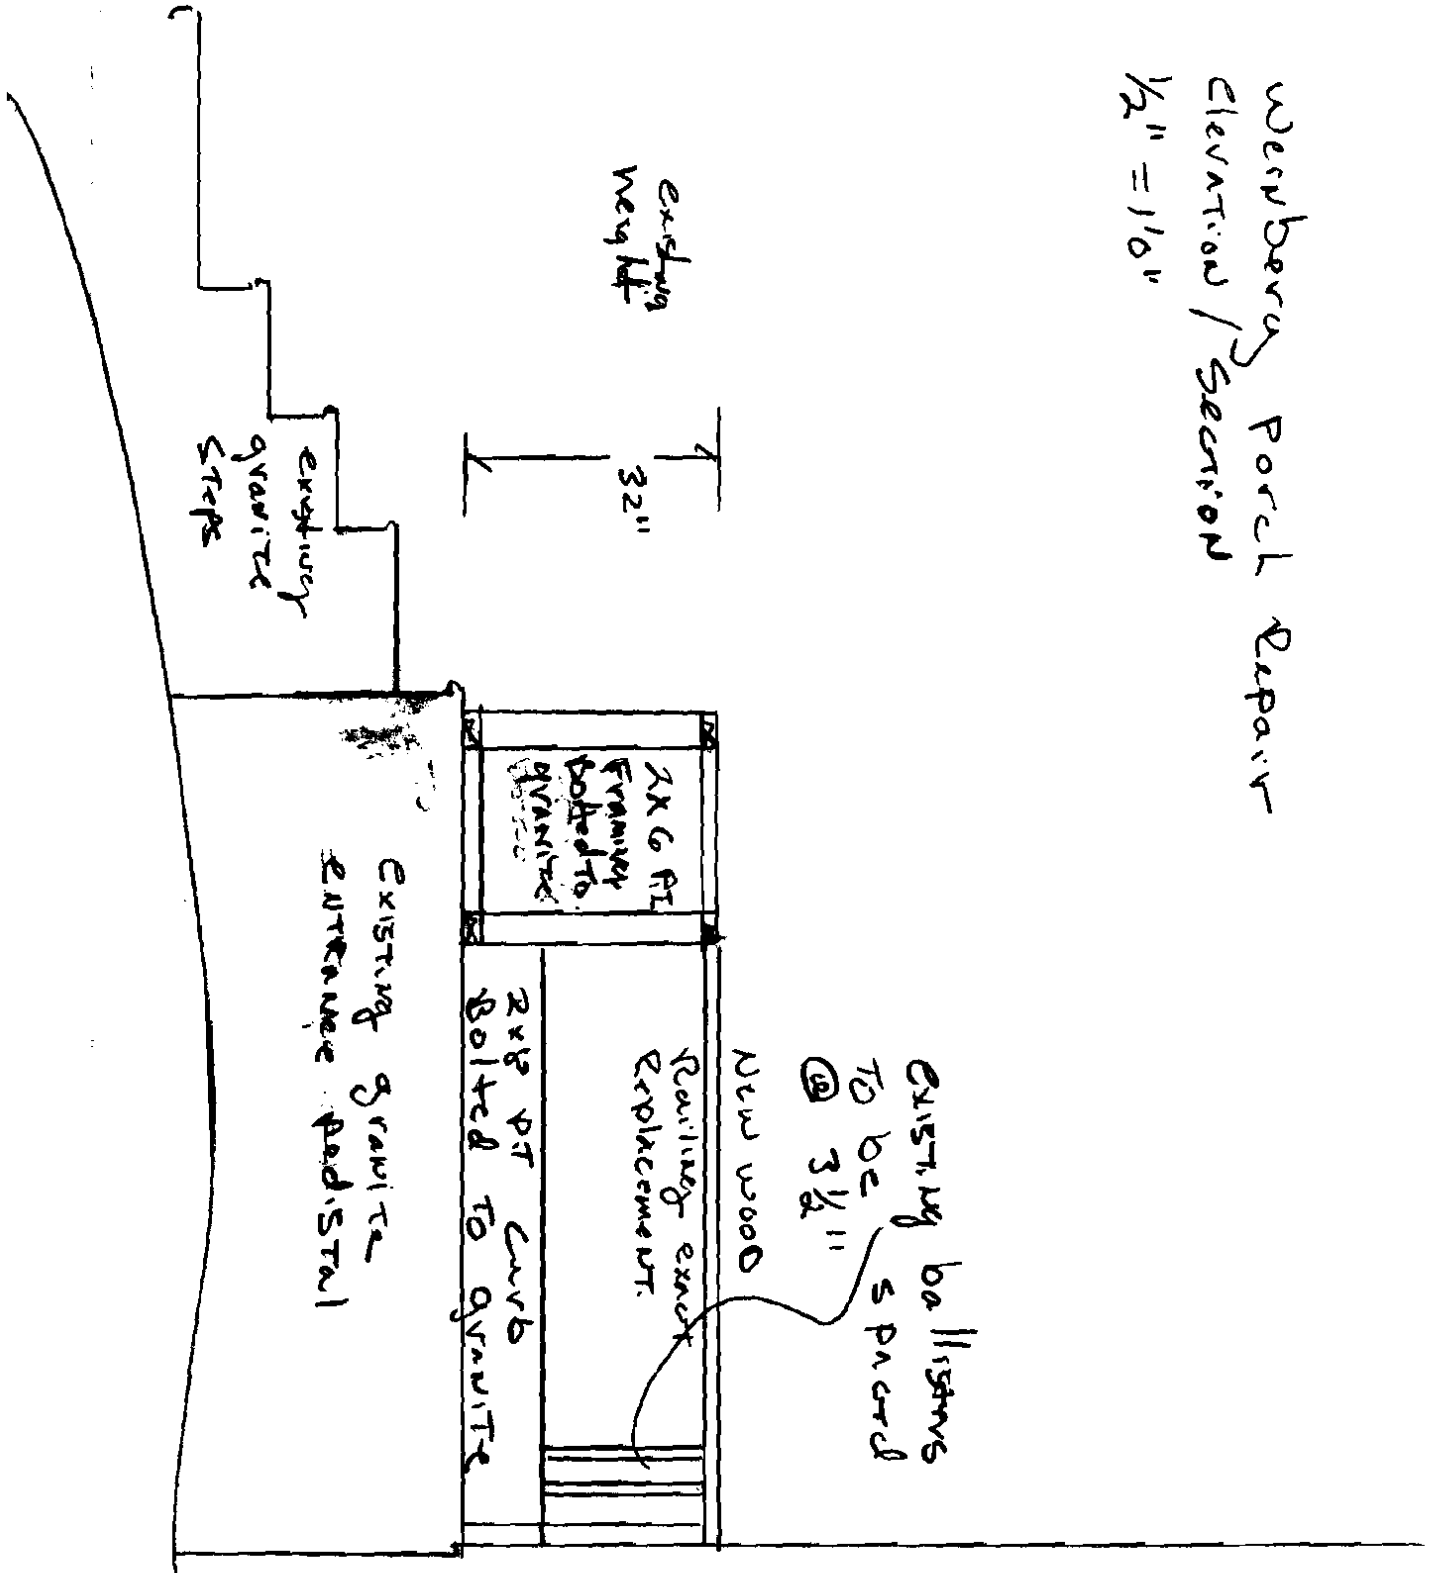 Weinberg Porch Repair
Elevation / Section
1/2" = 1'0"
existing ballistrs
To be spaced
@ 3 1/2"
New wood
Railing exact
Replacement.
existing
height
32"
2x6 P.T
Framing
bolted To
granite
2x8 PT Curb
Bolted To granite
existing
granite
Steps
Existing granite
entrance pedistal